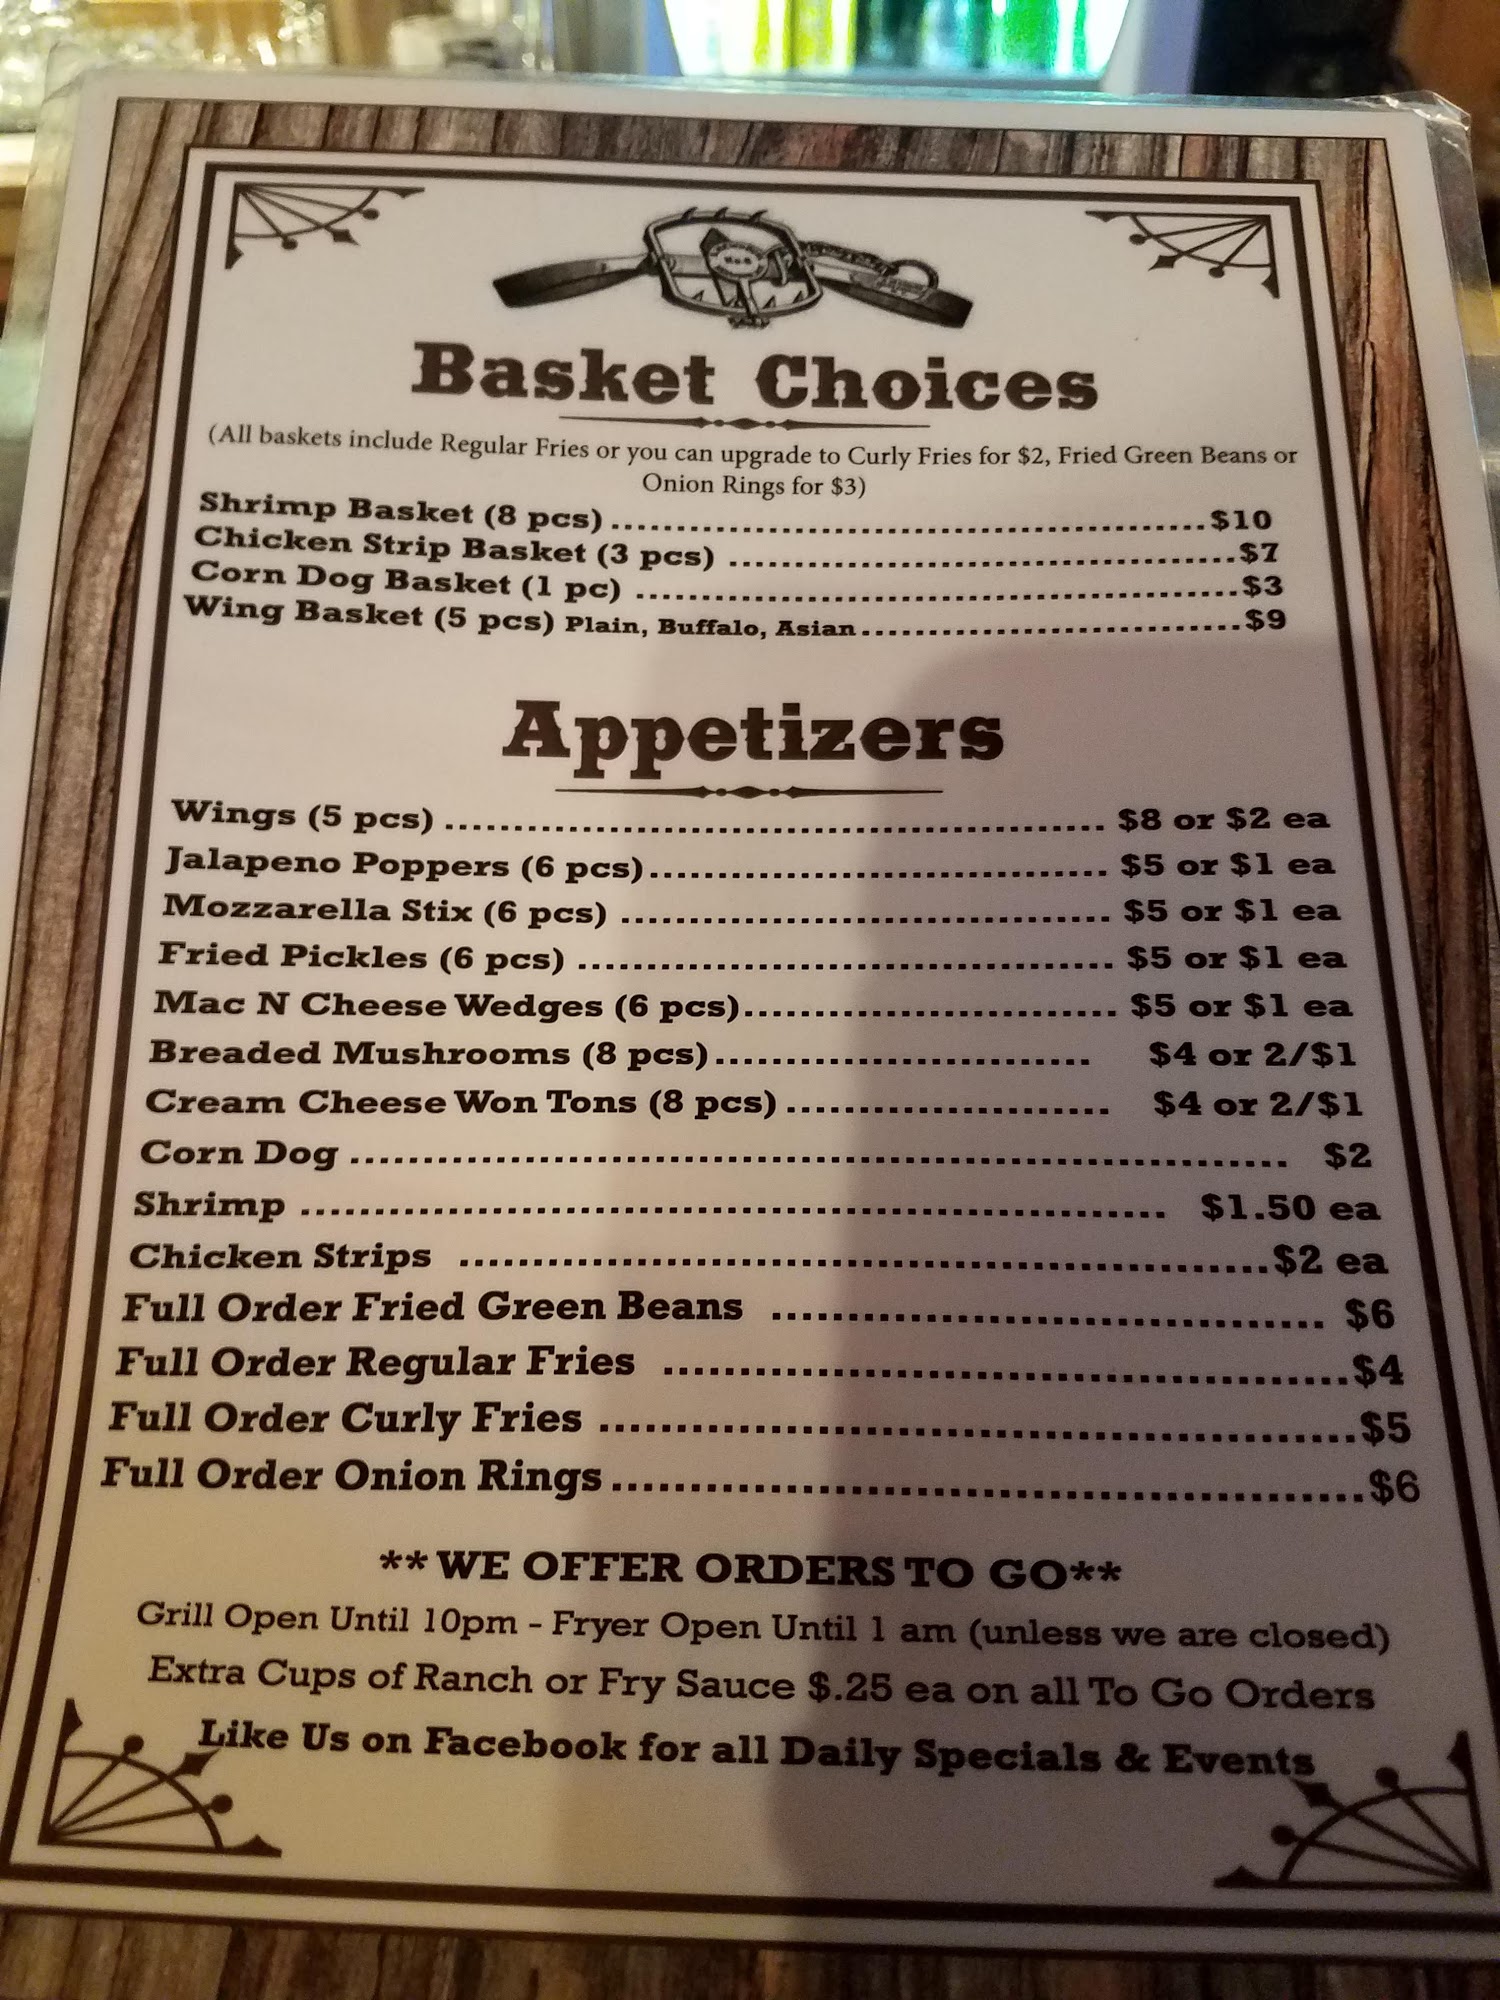 Basket Choices
(All baskets include Regular Fries or you can upgrade to Curly Fries for $2, Fried Green Beans or
Onion Rings for $3)
Shrimp Basket (8 pcs) ........................................ $10
Chicken Strip Basket (3 pcs) ........................................ $7
Corn Dog Basket (1 pc) ........................................ $3
Wing Basket (5 pcs) Plain, Buffalo, Asian ........................................ $9
Appetizers
Wings (5 pcs) ........................................ $8 or $2 ea
Jalapeno Poppers (6 pcs) ........................................ $5 or $1 ea
Mozzarella Stix (6 pcs) ........................................ $5 or $1 ea
Fried Pickles (6 pcs) ........................................ $5 or $1 ea
Mac N Cheese Wedges (6 pcs) ........................................ $5 or $1 ea
Breaded Mushrooms (8 pcs) ........................................ $4 or 2/$1
Cream Cheese Won Tons (8 pcs) ........................................ $4 or 2/$1
Corn Dog ........................................ $2
Shrimp ........................................ $1.50 ea
Chicken Strips ........................................ $2 ea
Full Order Fried Green Beans ........................................ $6
Full Order Regular Fries ........................................ $4
Full Order Curly Fries ........................................ $5
Full Order Onion Rings ........................................ $6
**WE OFFER ORDERS TO GO**
Grill Open Until 10pm - Fryer Open Until 1 am (unless we are closed)
Extra Cups of Ranch or Fry Sauce $.25 ea on all To Go Orders
Like Us on Facebook for all Daily Specials & Events